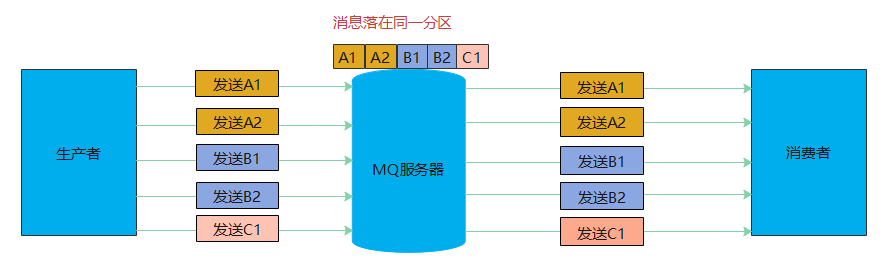 消息落在同一分区
A1 A2 B1 B2 C1
发送A1 发送A1
发送A2 发送A2
生产者 发送B1 MQ服务器 发送B1 消费者
发送B2 发送B2
发送C1 发送C1